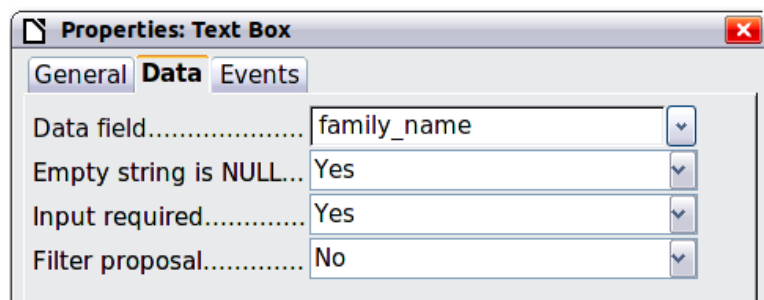 Properties: Text Box
General Data Events
Data field.................... family_name
Empty string is NULL... Yes
Input required............. Yes
Filter proposal............. No